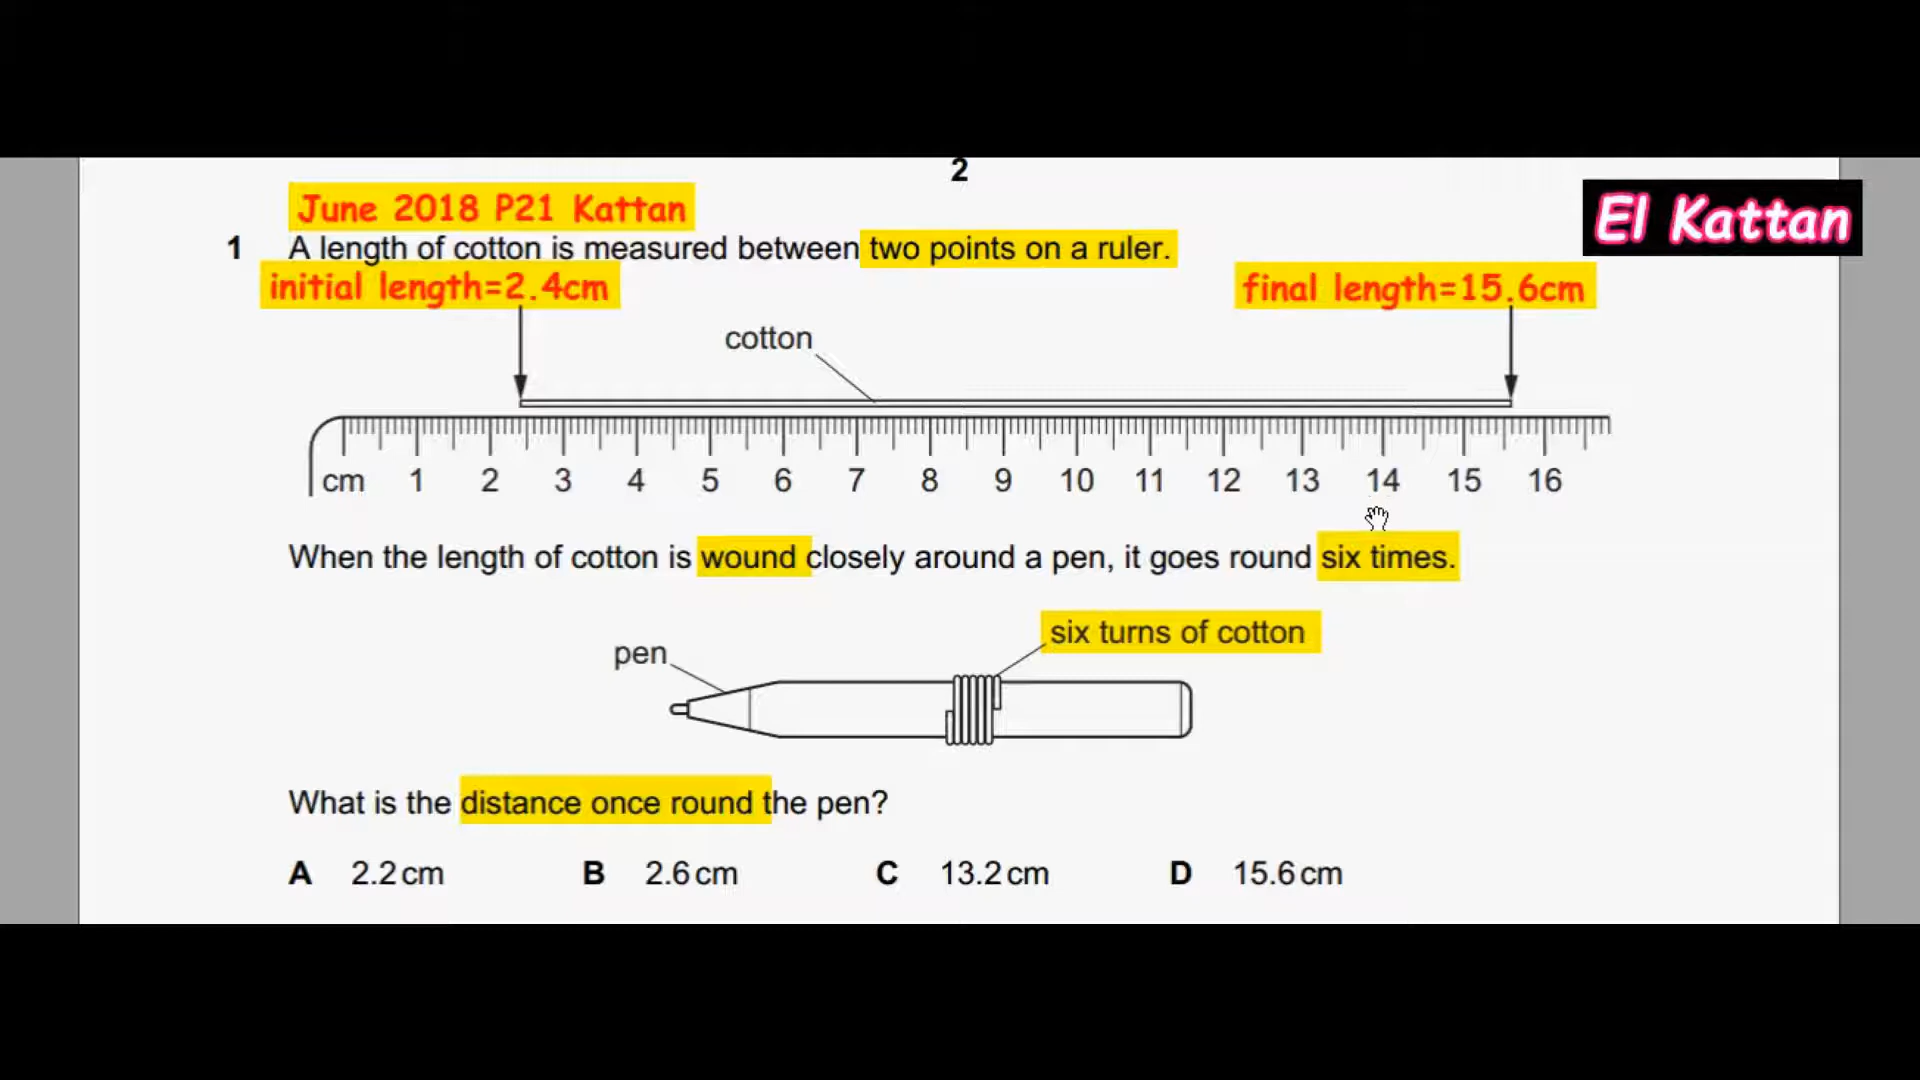 2
June 2018 P21 Kattan
El Kattan
1 A length of cotton is measured between two points on a ruler.
initial length=2.4cm
final length=15.6cm
cotton
cm 1 2 3 4 5 6 7 8 9 10 11 12 13 14 15 16
When the length of cotton is wound closely around a pen, it goes round six times.
six turns of cotton
pen
What is the distance once round the pen?
A 2.2 cm B 2.6 cm C 13.2 cm D 15.6 cm